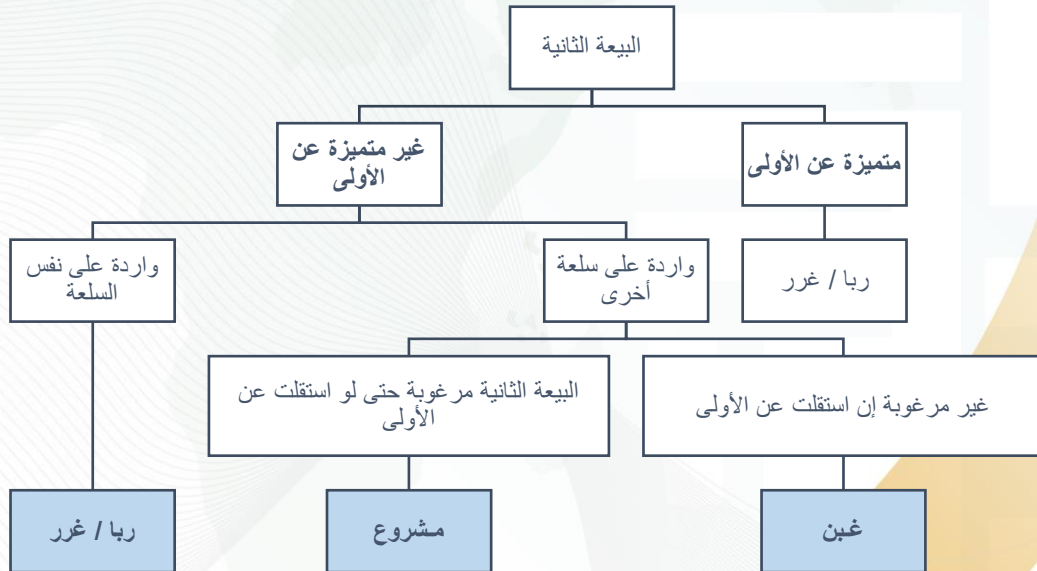 البيعة الثانية
متميزة عن الأولى
غير متميزة عن
الأولى
ربا / غرر
واردة على سلعة
أخرى
واردة على نفس
السلعة
غير مرغوبة إن استقلت عن الأولى
البيعة الثانية مرغوبة حتى لو استقلت عن
الأولى
غبن
مشروع
ربا / غرر